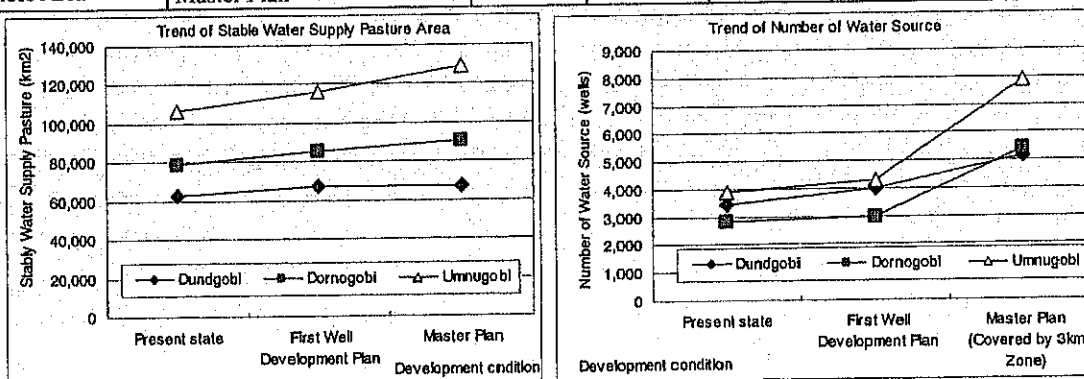 Master Plan
Trend of Stable Water Supply Pasture Area
Stably Water Supply Pasture (km2)
140,000
120,000
100,000
80,000
60,000
40,000
20,000
0
Dundgobi
Dornogobi
Umnugobi
Present state
First Well
Development Plan
Master Plan
Development cndition
Trend of Number of Water Source
Number of Water Source (wells)
9,000
8,000
7,000
6,000
5,000
4,000
3,000
2,000
1,000
0
Dundgobi
Dornogobi
Umnugobi
Present state
First Well
Development Plan
Master Plan
(Covered by 3km
Zone)
Development condition